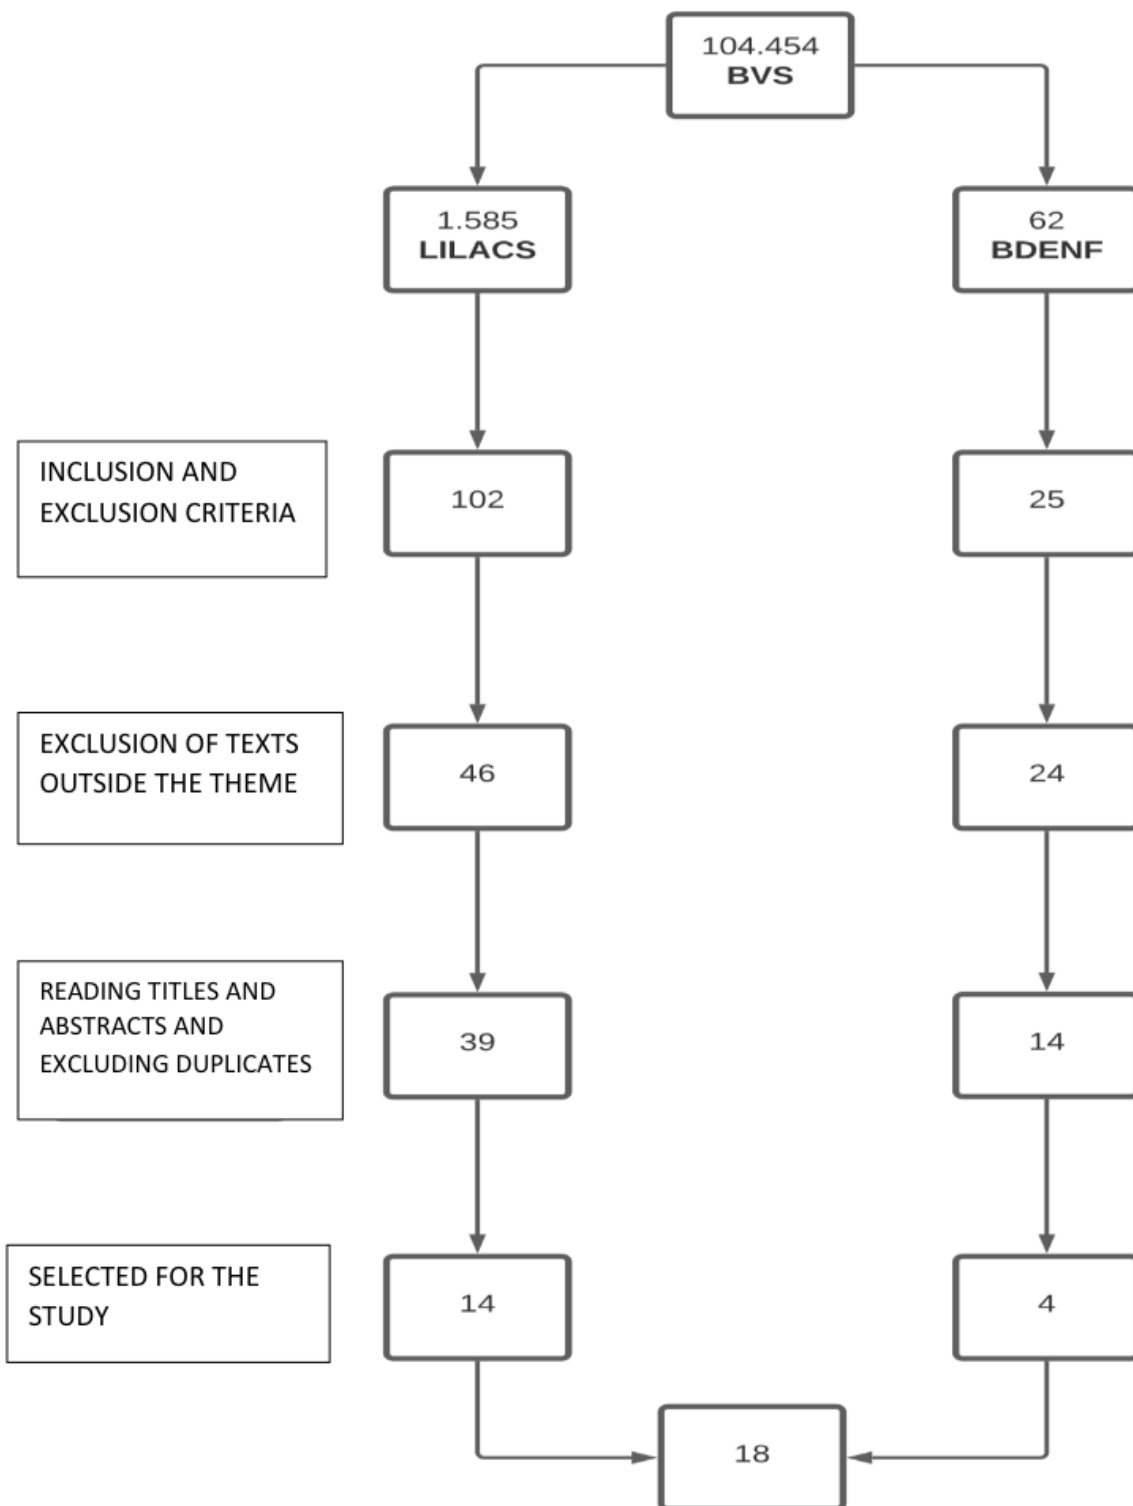 104.454
BVS
1.585
LILACS
62
BDENF
INCLUSION AND
EXCLUSION CRITERIA
102
25
EXCLUSION OF TEXTS
OUTSIDE THE THEME
46
24
READING TITLES AND
ABSTRACTS AND
EXCLUDING DUPLICATES
39
14
SELECTED FOR THE
STUDY
14
4
18